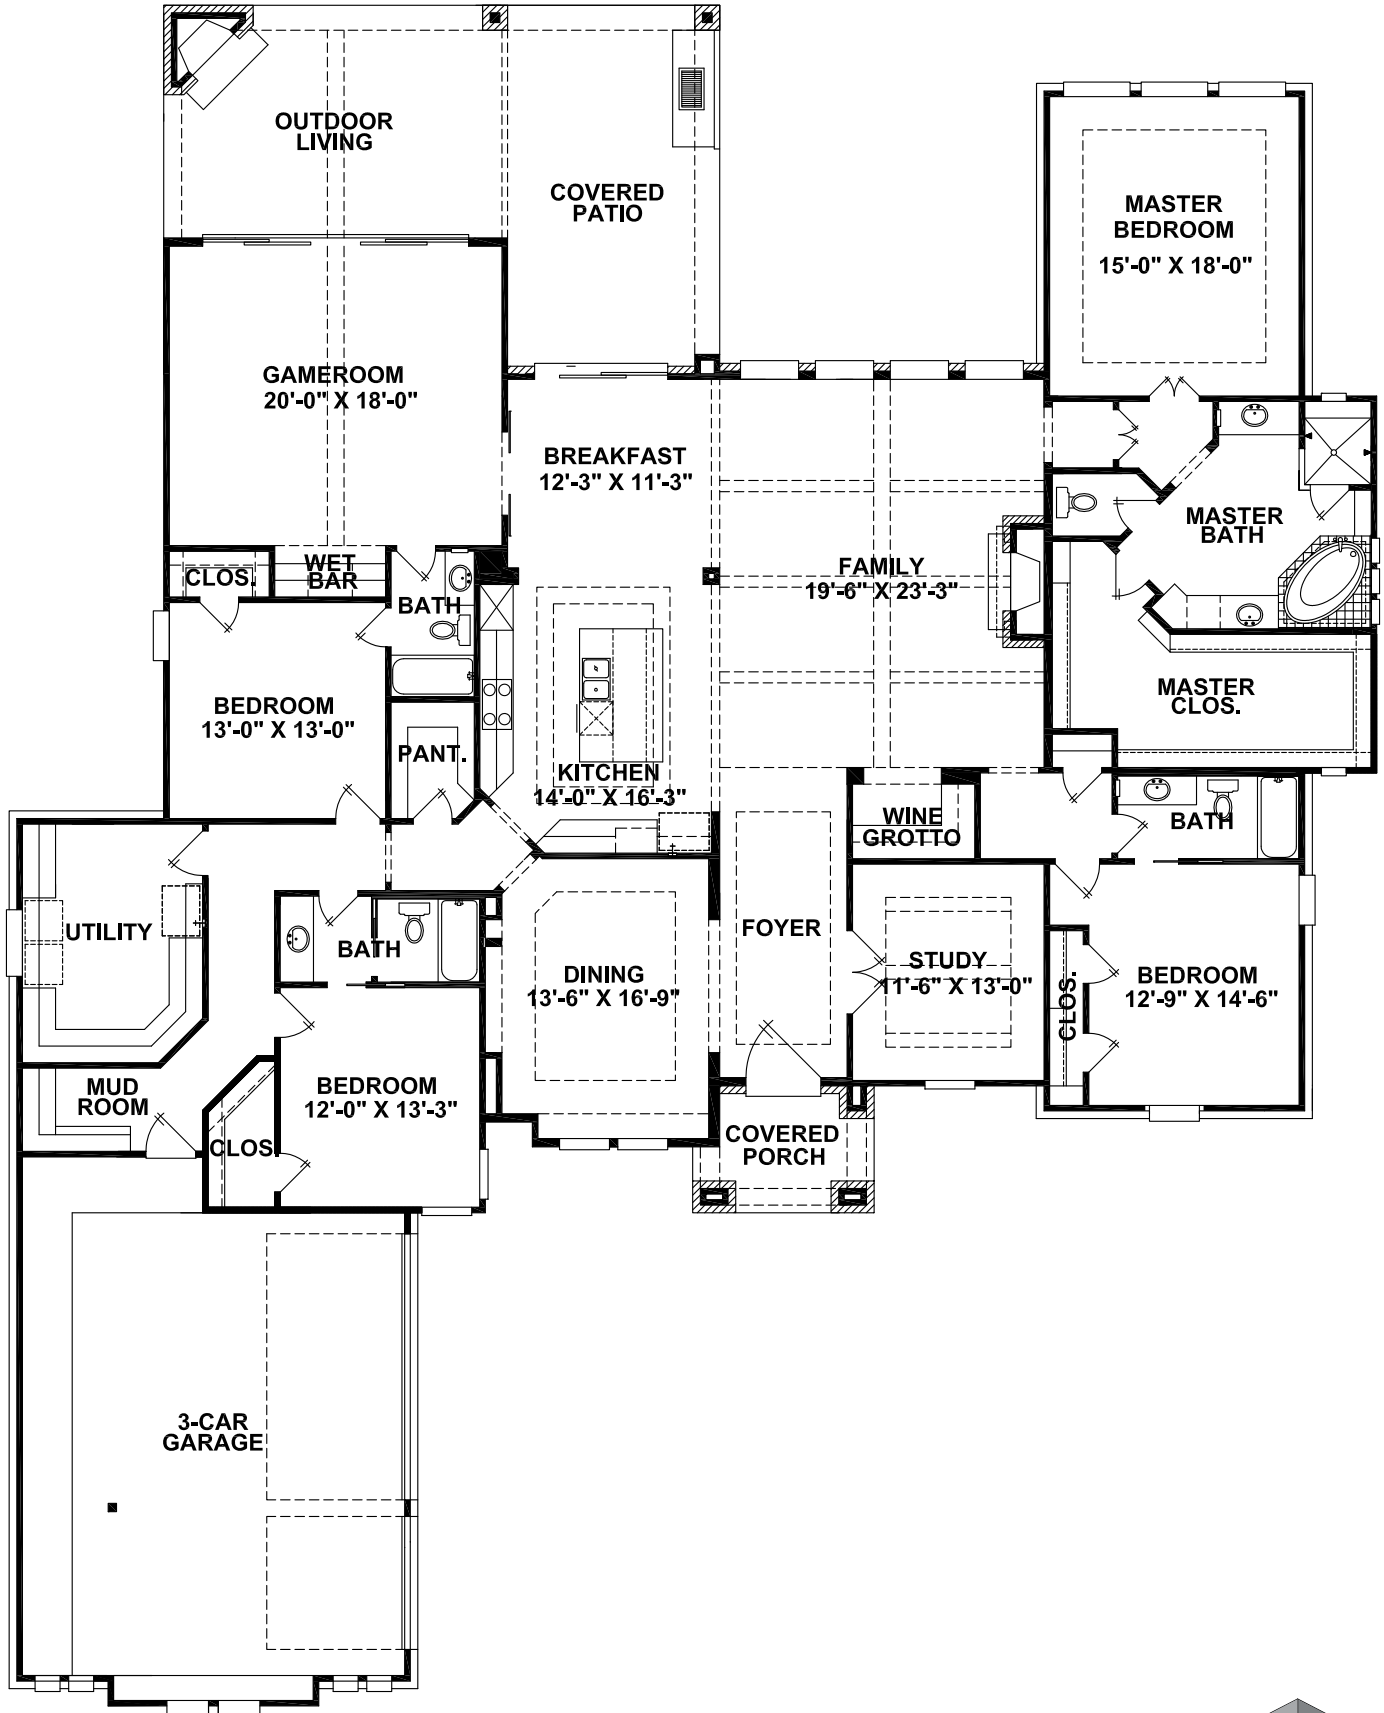 OUTDOOR
LIVING
COVERED
PATIO
MASTER
BEDROOM
15'-0" X 18'-0"
GAMEROOM
20'-0" X 18'-0"
BREAKFAST
12'-3" X 11'-3"
MASTER
BATH
FAMILY
19'-6" X 23'-3"
CLOS.
WET
BAR
BATH
BEDROOM
13'-0" X 13'-0"
PANT.
KITCHEN
14'-0" X 16'-3"
MASTER
CLOS.
WINE
GROTTO
BATH
UTILITY
BATH
DINING
13'-6" X 16'-9"
FOYER
STUDY
11'-6" X 13'-0"
CLOS.
BEDROOM
12'-9" X 14'-6"
MUD
ROOM
BEDROOM
12'-0" X 13'-3"
CLOS.
COVERED
PORCH
3-CAR
GARAGE